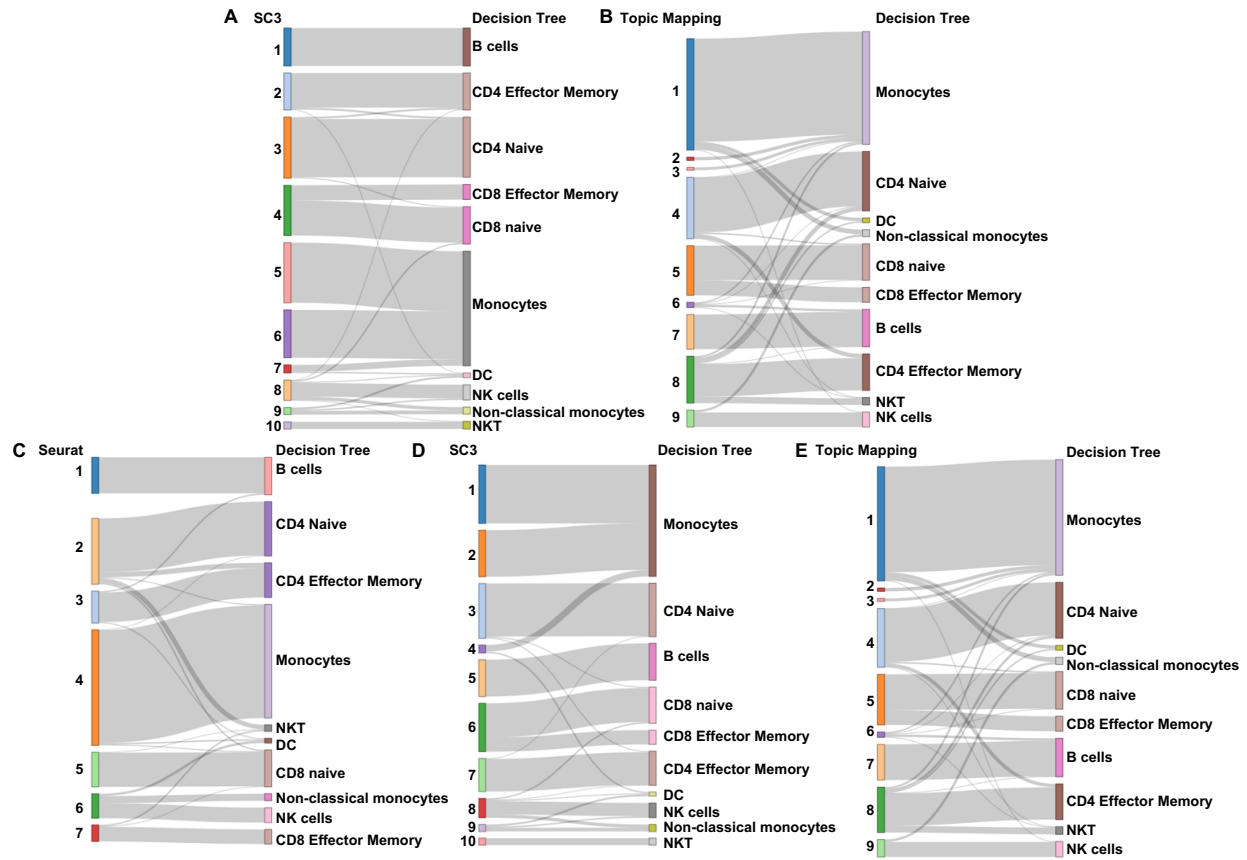 A SC3 Decision Tree
1 B cells
2 CD4 Effector Memory
3 CD4 Naive
CD8 Effector Memory
4 CD8 naive
5
Monocytes
6
7 DC
8 NK cells
9 Non-classical monocytes
10 NKT
B Topic Mapping Decision Tree
1 Monocytes
2
3
CD4 Naive
4 DC
Non-classical monocytes
5 CD8 naive
6 CD8 Effector Memory
7 B cells
8 CD4 Effector Memory
NKT
9 NK cells
C Seurat Decision Tree
1 B cells
2 CD4 Naive
3 CD4 Effector Memory
4 Monocytes
NKT
DC
5 CD8 naive
6 Non-classical monocytes
NK cells
7 CD8 Effector Memory
D SC3 Decision Tree
1 Monocytes
2
3 CD4 Naive
4 B cells
5
6 CD8 naive
CD8 Effector Memory
7 CD4 Effector Memory
DC
8 NK cells
9 Non-classical monocytes
10 NKT
E Topic Mapping Decision Tree
1 Monocytes
2
3
CD4 Naive
4 DC
Non-classical monocytes
5 CD8 naive
CD8 Effector Memory
6
7 B cells
8 CD4 Effector Memory
NKT
9 NK cells